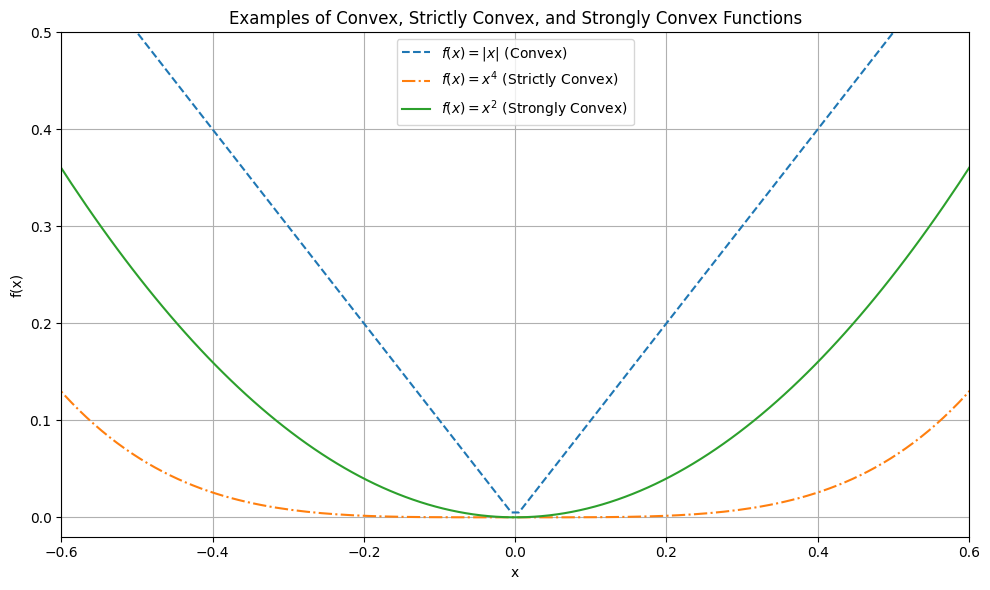 Examples of Convex, Strictly Convex, and Strongly Convex Functions
f(x) = |x| (Convex)
f(x) = x⁴ (Strictly Convex)
f(x) = x² (Strongly Convex)
0.5
0.4
0.3
0.2
0.1
0.0
f(x)
−0.6 −0.4 −0.2 0.0 0.2 0.4 0.6
x